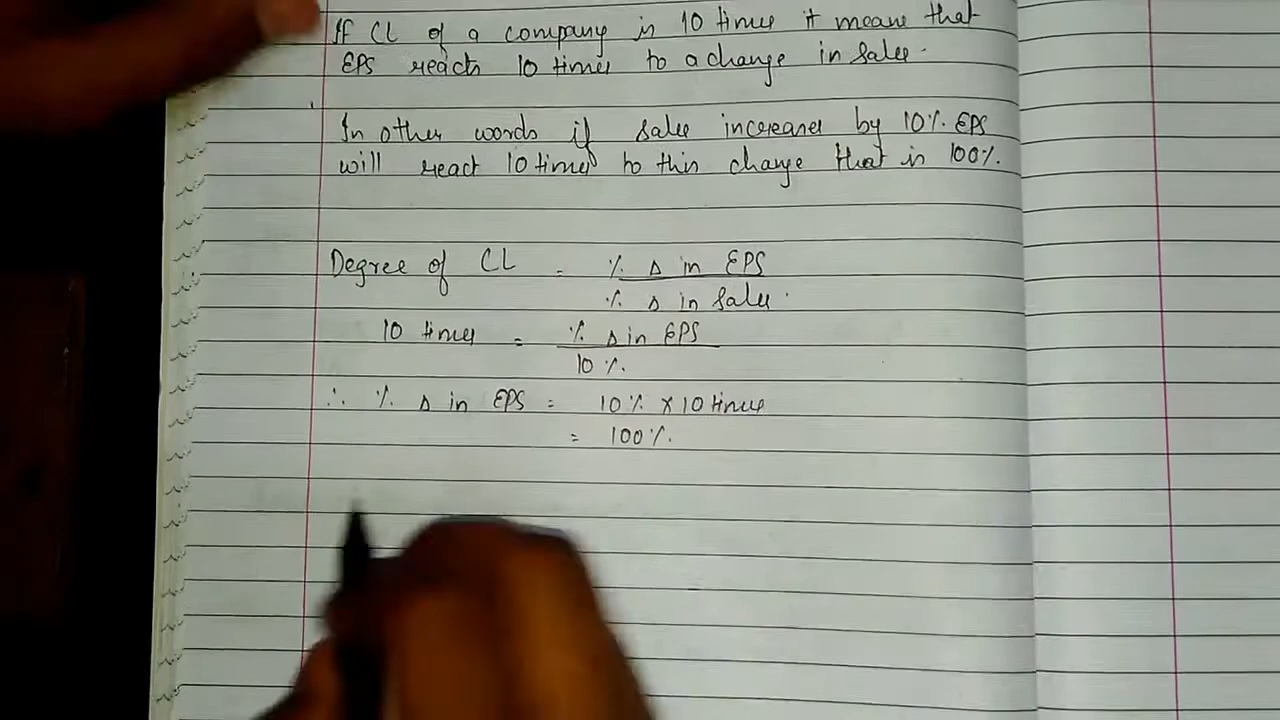 If CL of a company is 10 times it means that
EPS reacts 10 times to a change in Sales.
In other words if sales increases by 10% EPS
will react 10 times to this change that is 100%.
Degree of CL = % Δ in EPS
% Δ in Sales.
10 times = % Δ in EPS
10 %.
∴ % Δ in EPS = 10% × 10 times
= 100%.